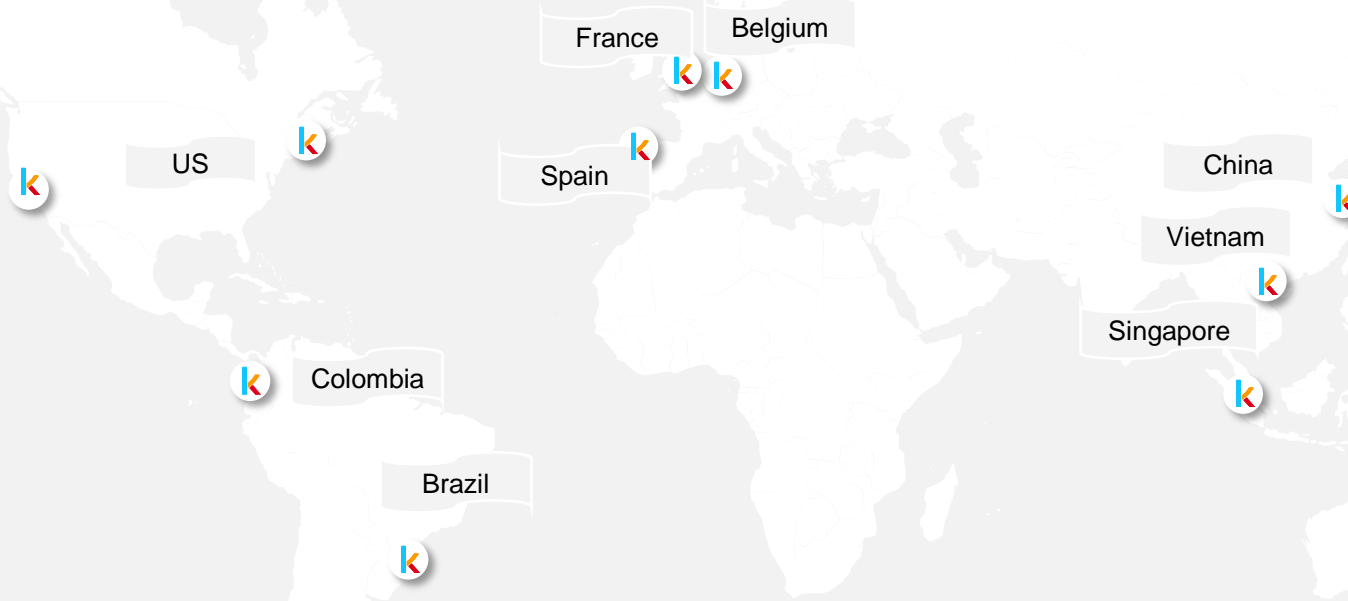 France
Belgium
US
Spain
China
Vietnam
Singapore
Colombia
Brazil